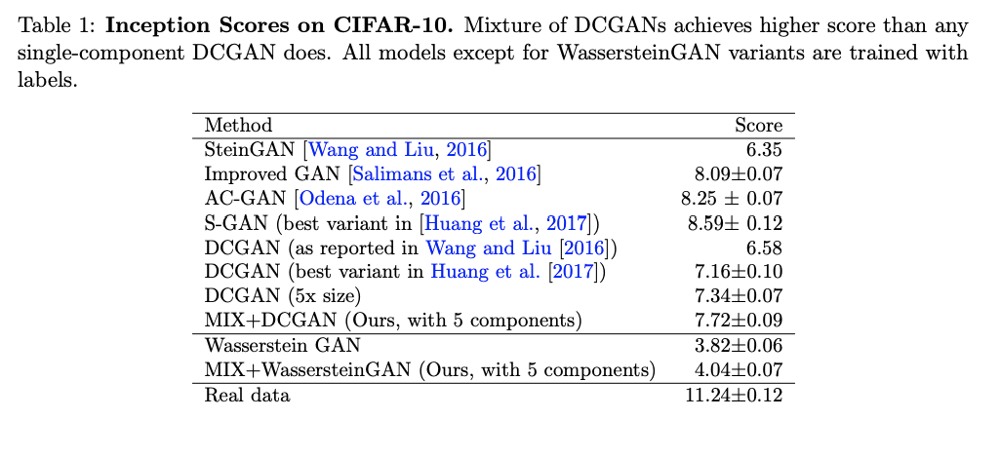 Table 1: Inception Scores on CIFAR-10. Mixture of DCGANs achieves higher score than any
single-component DCGAN does. All models except for WassersteinGAN variants are trained with
labels.
Method Score
SteinGAN [Wang and Liu, 2016] 6.35
Improved GAN [Salimans et al., 2016] 8.09±0.07
AC-GAN [Odena et al., 2016] 8.25 ± 0.07
S-GAN (best variant in [Huang et al., 2017]) 8.59± 0.12
DCGAN (as reported in Wang and Liu [2016]) 6.58
DCGAN (best variant in Huang et al. [2017]) 7.16±0.10
DCGAN (5x size) 7.34±0.07
MIX+DCGAN (Ours, with 5 components) 7.72±0.09
Wasserstein GAN 3.82±0.06
MIX+WassersteinGAN (Ours, with 5 components) 4.04±0.07
Real data 11.24±0.12